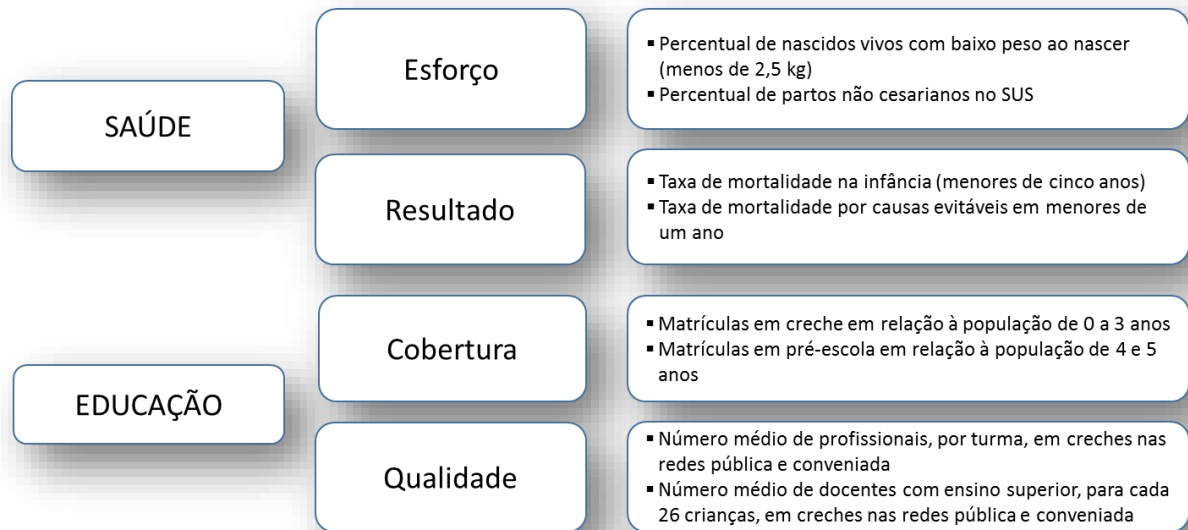 SAÚDE
Esforço
▪ Percentual de nascidos vivos com baixo peso ao nascer
(menos de 2,5 kg)
▪ Percentual de partos não cesarianos no SUS
Resultado
▪ Taxa de mortalidade na infância (menores de cinco anos)
▪ Taxa de mortalidade por causas evitáveis em menores de
um ano
EDUCAÇÃO
Cobertura
▪ Matrículas em creche em relação à população de 0 a 3 anos
▪ Matrículas em pré-escola em relação à população de 4 e 5
anos
Qualidade
▪ Número médio de profissionais, por turma, em creches nas
redes pública e conveniada
▪ Número médio de docentes com ensino superior, para cada
26 crianças, em creches nas redes pública e conveniada